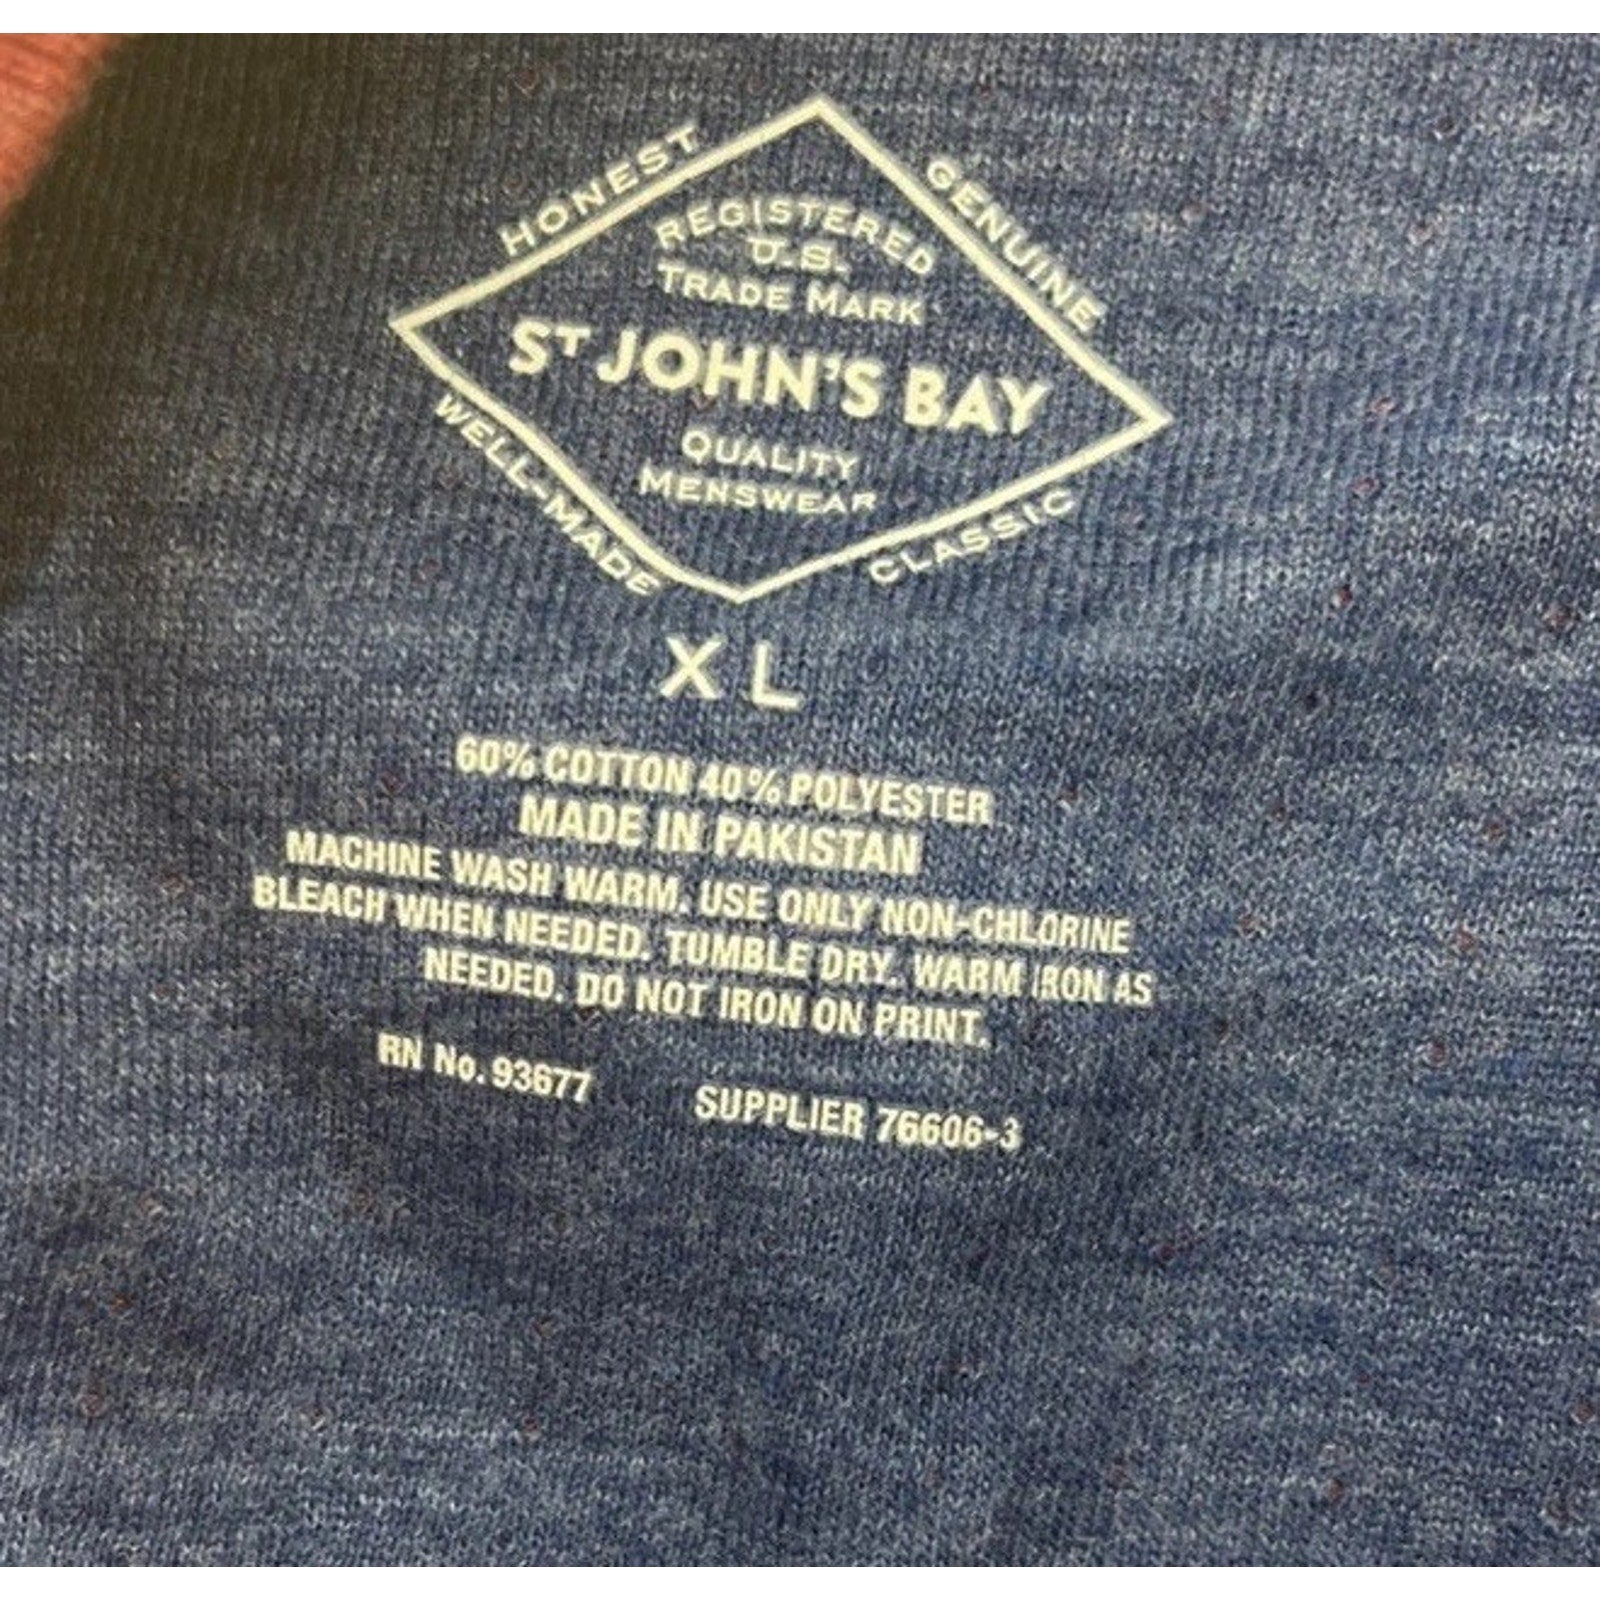 HONEST
GENUINE
REGISTERED
U.S.
TRADE MARK
ST JOHN'S BAY
QUALITY
MENSWEAR
WELL-MADE
CLASSIC
XL
60% COTTON 40% POLYESTER
MADE IN PAKISTAN
MACHINE WASH WARM. USE ONLY NON-CHLORINE
BLEACH WHEN NEEDED. TUMBLE DRY. WARM IRON AS
NEEDED. DO NOT IRON ON PRINT.
RN No. 93677 SUPPLIER 76606-3